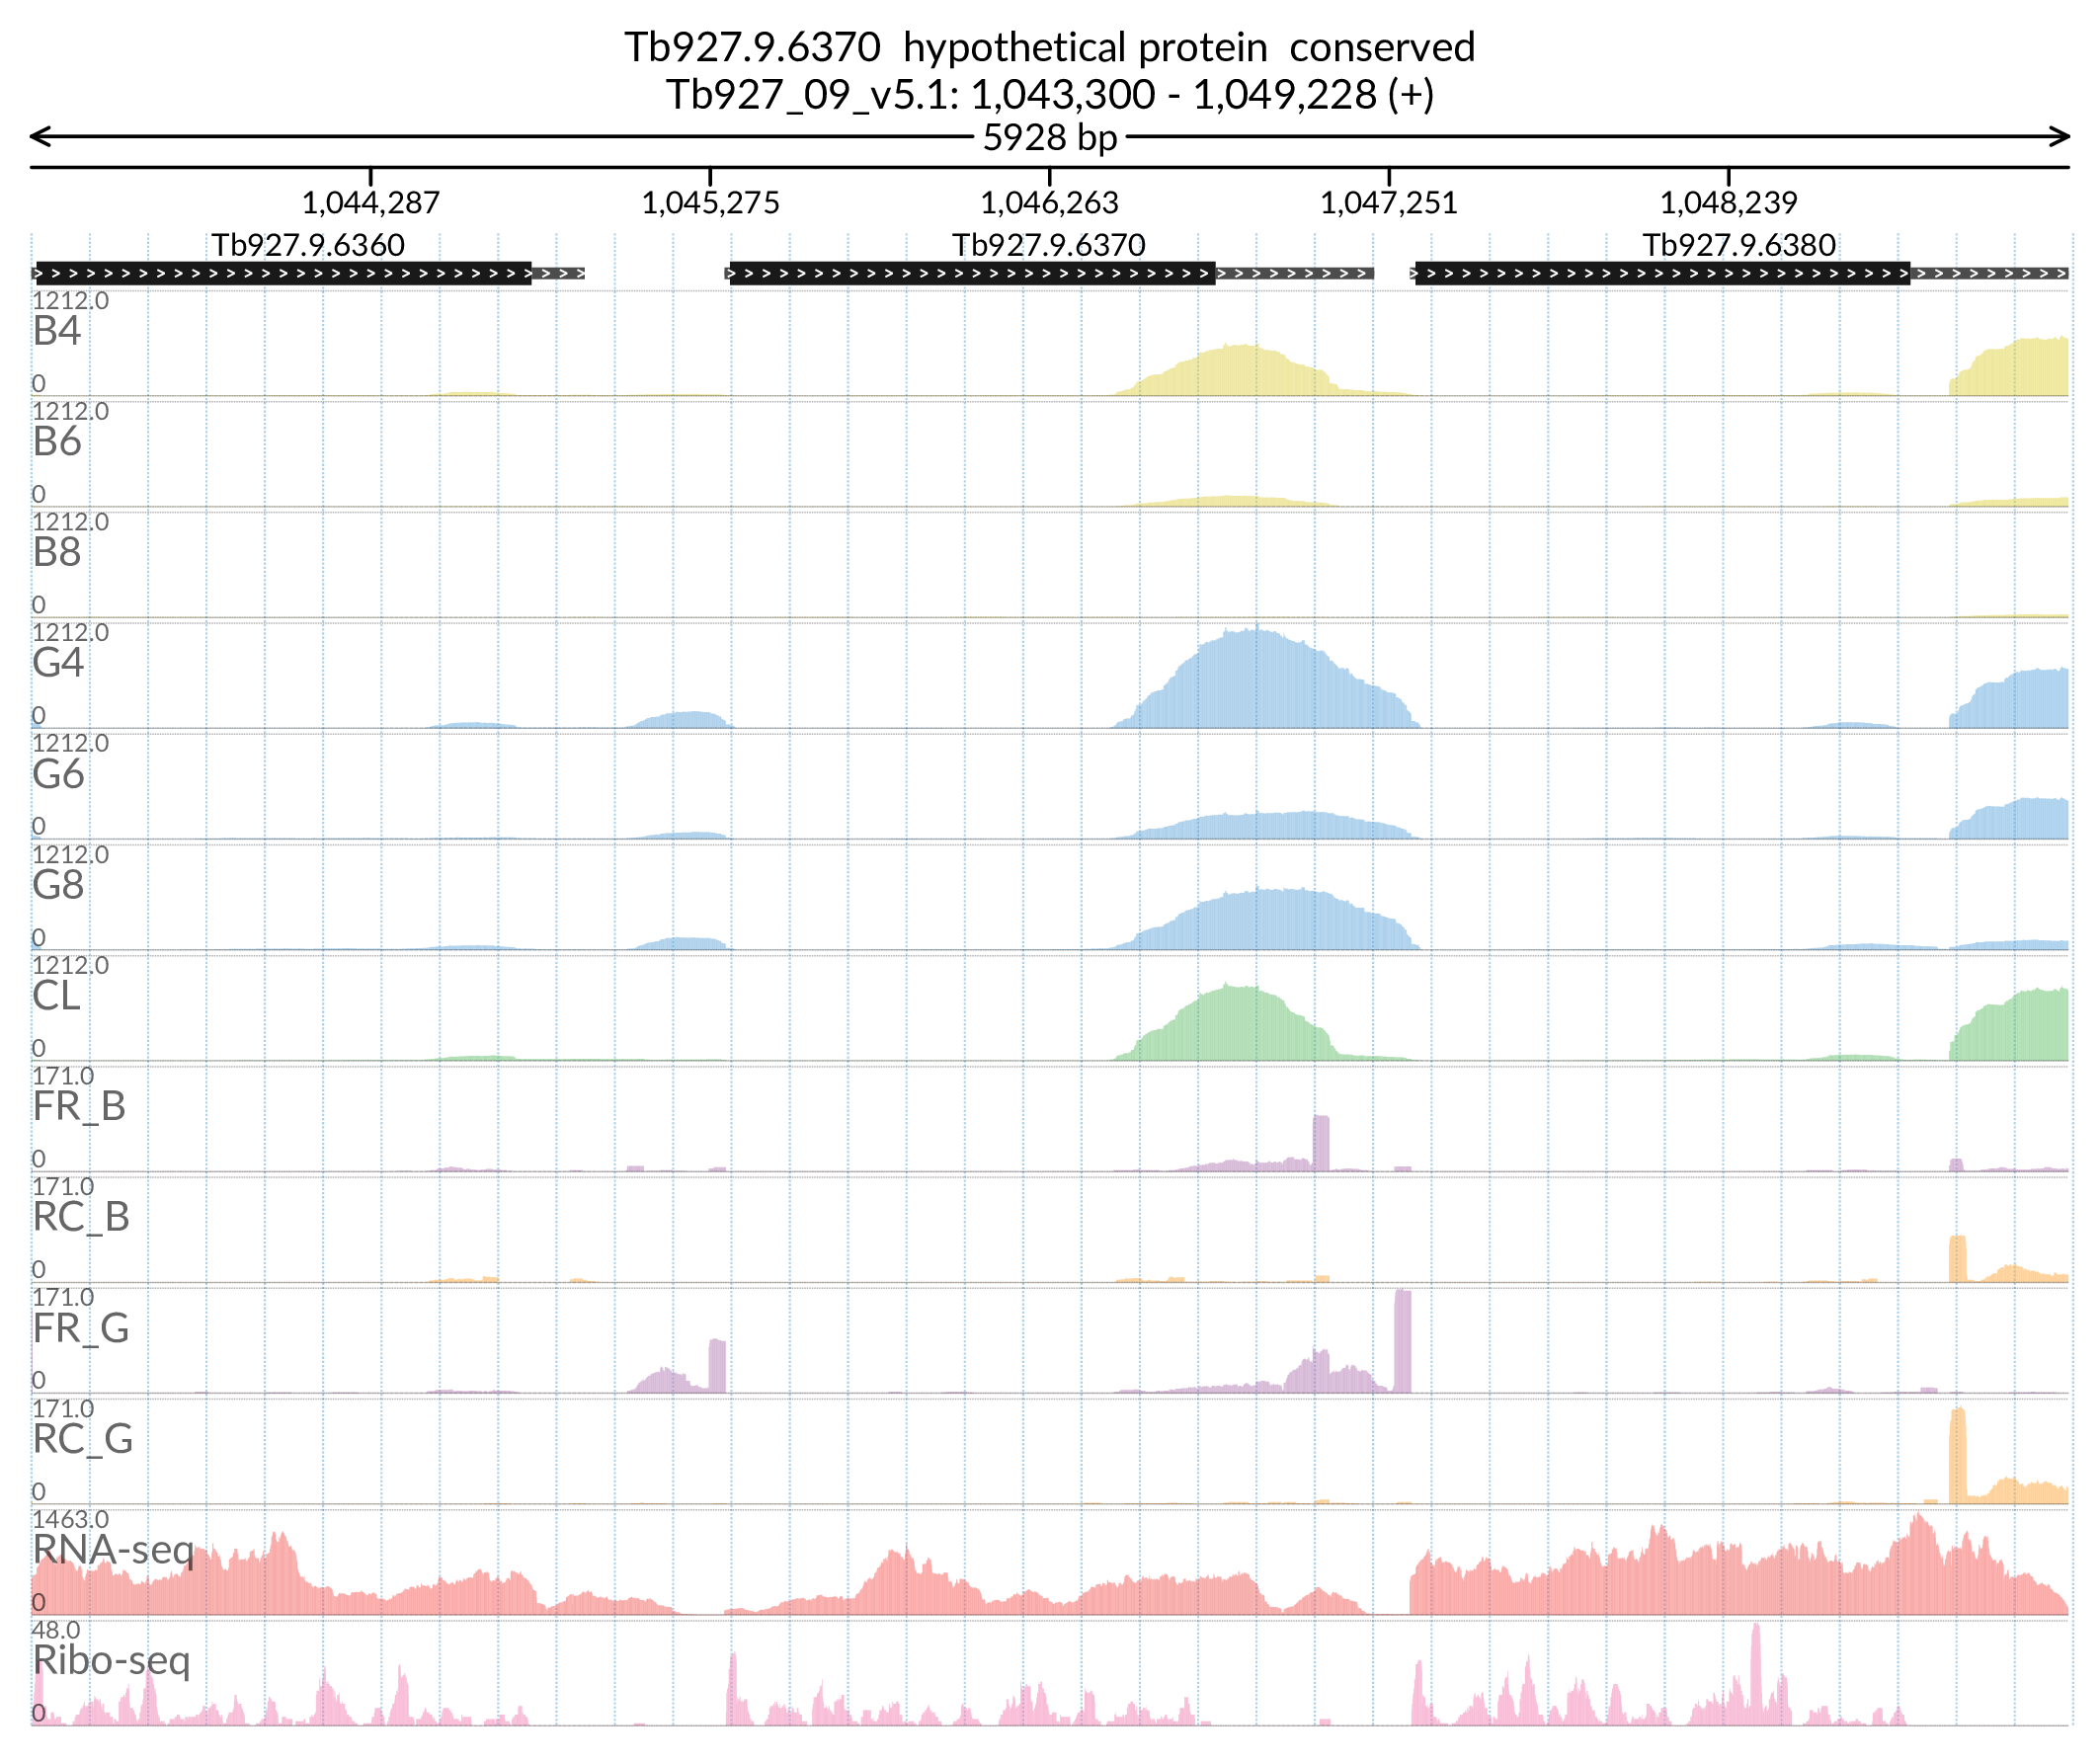 Tb927.9.6370 hypothetical protein conserved
Tb927_09_v5.1: 1,043,300 - 1,049,228 (+)
5928 bp
1,044,287 1,045,275 1,046,263 1,047,251 1,048,239
Tb927.9.6360 Tb927.9.6370 Tb927.9.6380
1212.0
B4
0
1212.0
B6
0
1212.0
B8
0
1212.0
G4
0
1212.0
G6
0
1212.0
G8
0
1212.0
CL
0
171.0
FR_B
0
171.0
RC_B
0
171.0
FR_G
0
171.0
RC_G
0
1463.0
RNA-seq
0
48.0
Ribo-seq
0